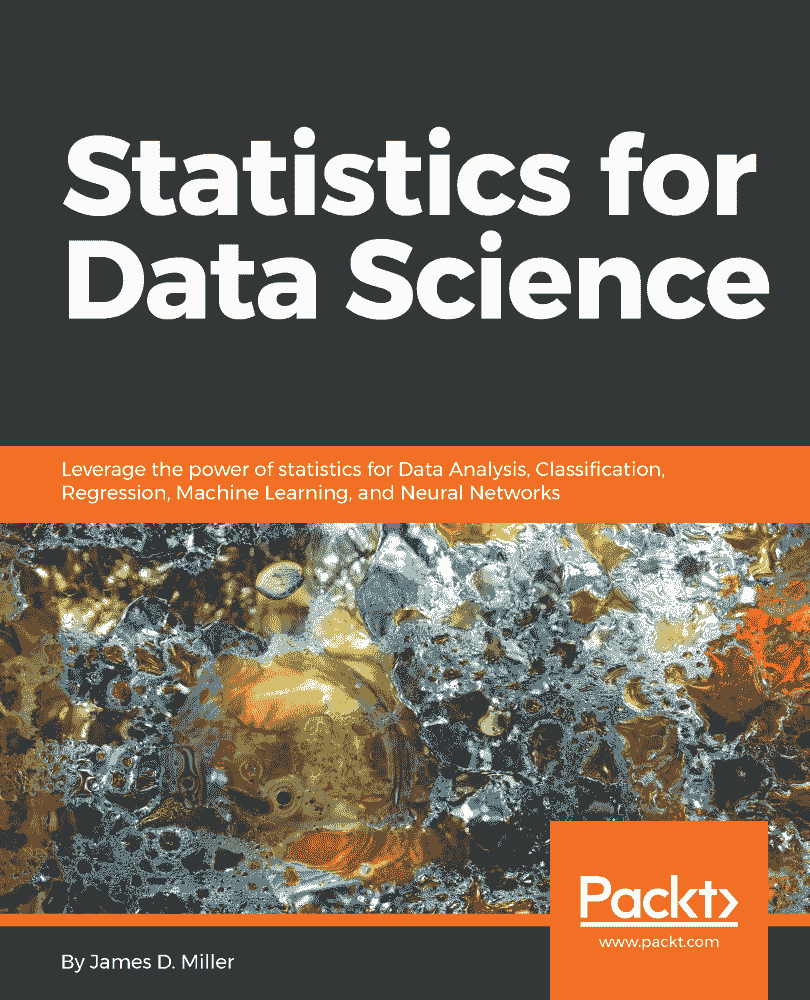 Statistics for
Data Science
Leverage the power of statistics for Data Analysis, Classification,
Regression, Machine Learning, and Neural Networks
Packt>
www.packt.com
By James D. Miller